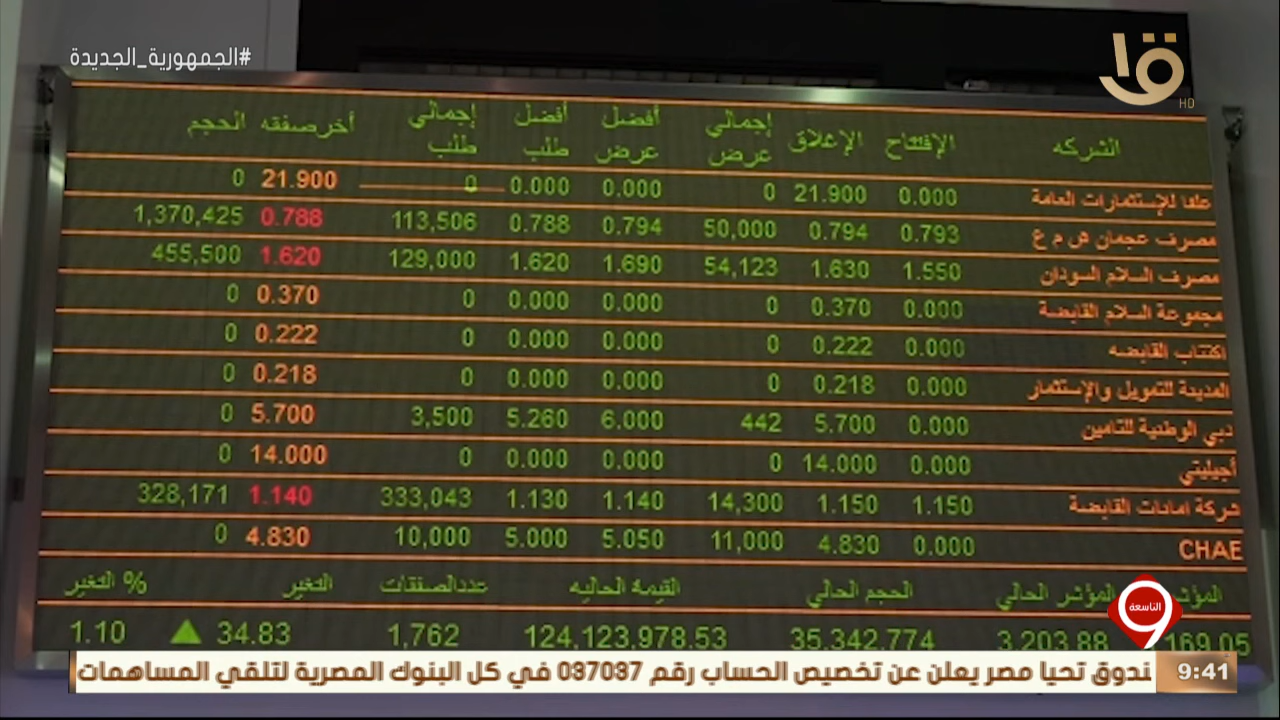 #الجمهورية_الجديدة
HD
الشركه الإفتتاح الإغلاق إجمالي عرض أفضل عرض أفضل طلب إجمالي طلب أخرصفقه الحجم
للإستثمارات العامة 0.000 21.900 0 0.000 0.000 0 21.900 0
مصرف عجمان ش م ع 0.793 0.794 50,000 0.794 0.788 113,506 0.788 1,370,425
مصرف السلام السودان 1.550 1.630 54,123 1.690 1.620 129,000 1.620 455,500
مجموعة السلام القابضة 0.000 0.370 0 0.000 0.000 0 0.370 0
اكتتاب القابضه 0.000 0.222 0 0.000 0.000 0 0.222 0
المدينة للتمويل والإستثمار 0.000 0.218 0 0.000 0.000 0 0.218 0
دبي الوطنية للتامين 0.000 5.700 442 6.000 5.260 3,500 5.700 0
أجيليتي 0.000 14.000 0 0.000 0.000 0 14.000 0
شركة امانات القابضة 1.150 1.150 14,300 1.140 1.130 333,043 1.140 328,171
CHAE 0.000 4.830 11,000 5.050 5.000 10,000 4.830 0
المؤشر الحالي الحجم الحالي القيمة الحاليه عددالصفقات التغير % التغير
169.05 3,203.88 35,342,774 124,123,978.53 1,762 34.83 ▲ 1.10
التاسعة
9
9:41 ندوق تحيا مصر يعلن عن تخصيص الحساب رقم 037037 في كل البنوك المصرية لتلقي المساهمات